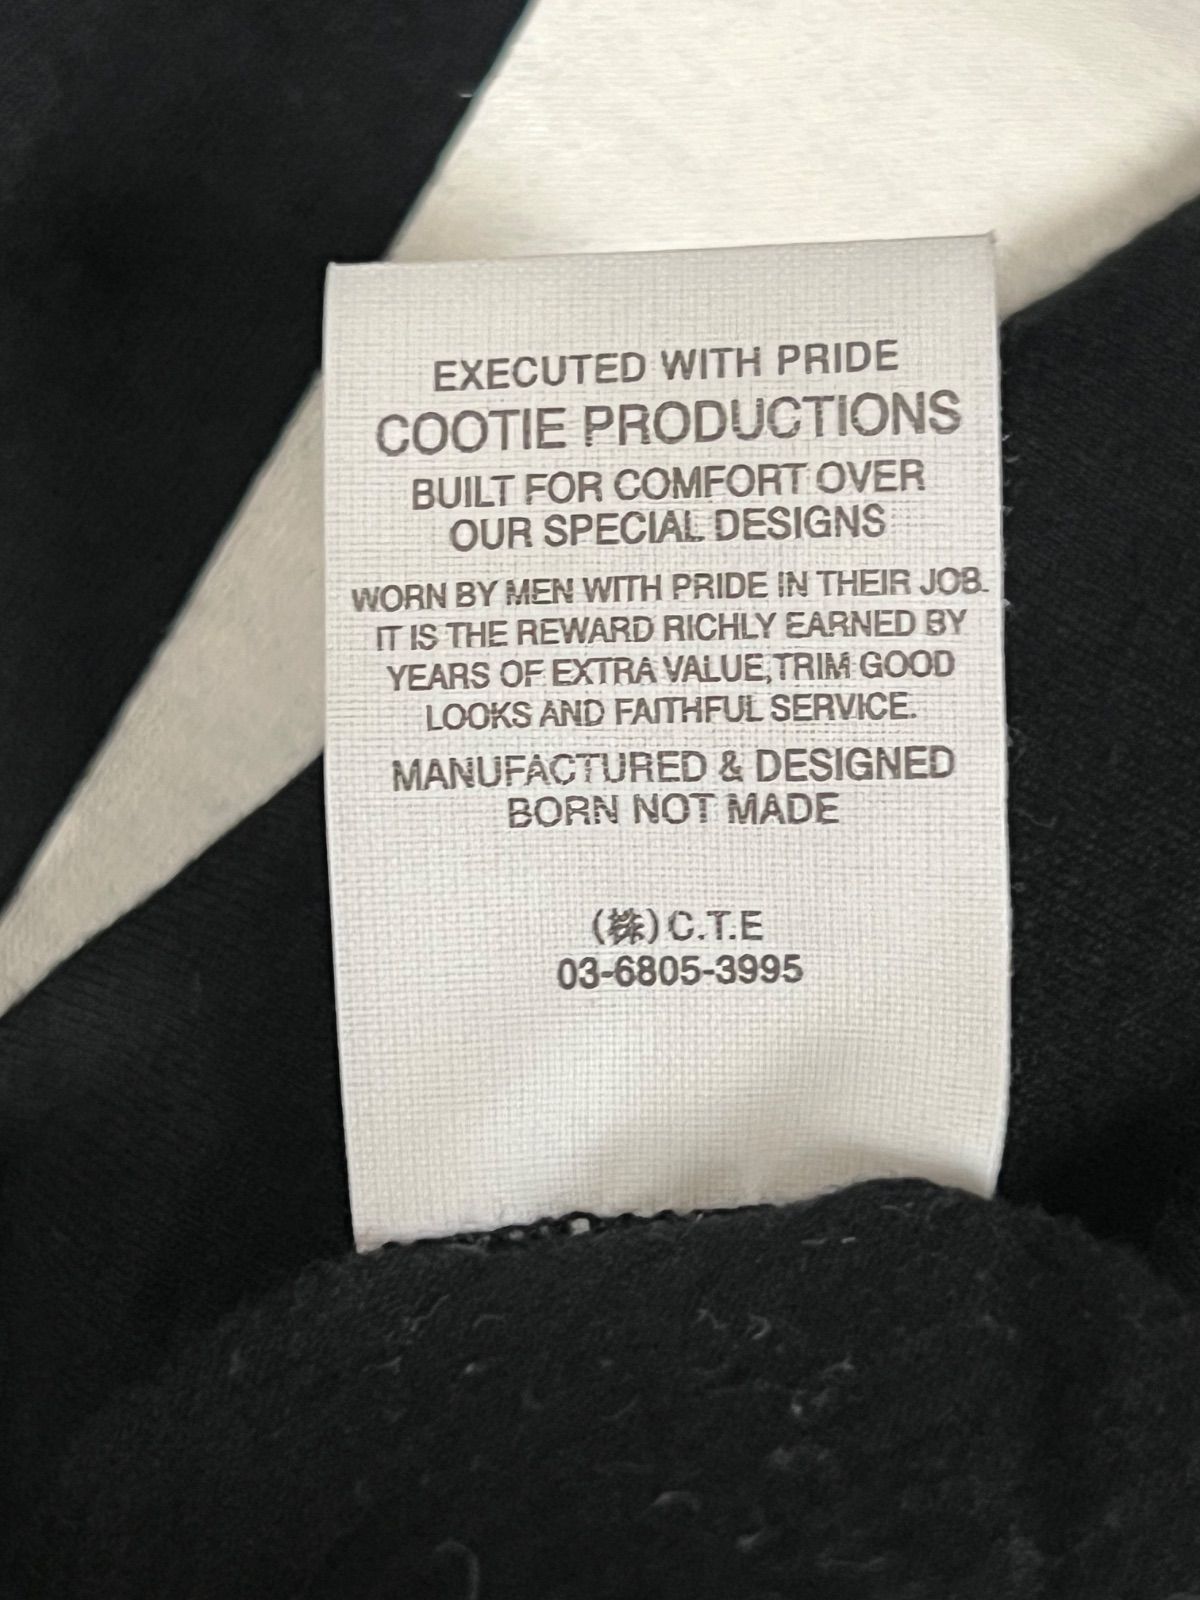 EXECUTED WITH PRIDE
COOTIE PRODUCTIONS
BUILT FOR COMFORT OVER
OUR SPECIAL DESIGNS
WORN BY MEN WITH PRIDE IN THEIR JOB.
IT IS THE REWARD RICHLY EARNED BY
YEARS OF EXTRA VALUE,TRIM GOOD
LOOKS AND FAITHFUL SERVICE.
MANUFACTURED & DESIGNED
BORN NOT MADE
(株)C.T.E
03-6805-3995